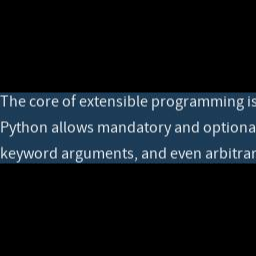 The core of extensible programming is
Python allows mandatory and optiona
keyword arguments, and even arbitrar